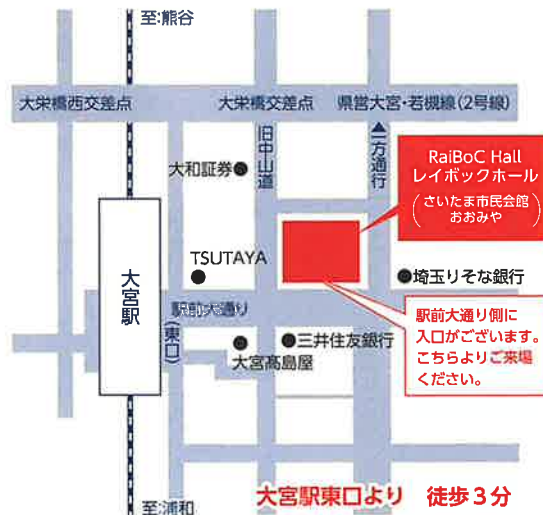 至:熊谷
大栄橋西交差点
大栄橋交差点
県営大宮・若槻線(2号線)
旧中山道
▲一方通行
大和証券●
RaiBoC Hall
レイボックホール
(さいたま市民会館
おおみや)
大宮駅
TSUTAYA
●埼玉りそな銀行
駅前大通り
(東口)
駅前大通り側に
入口がございます。
こちらよりご来場
ください。
●三井住友銀行
大宮髙島屋
大宮駅東口より 徒歩3分
至:浦和